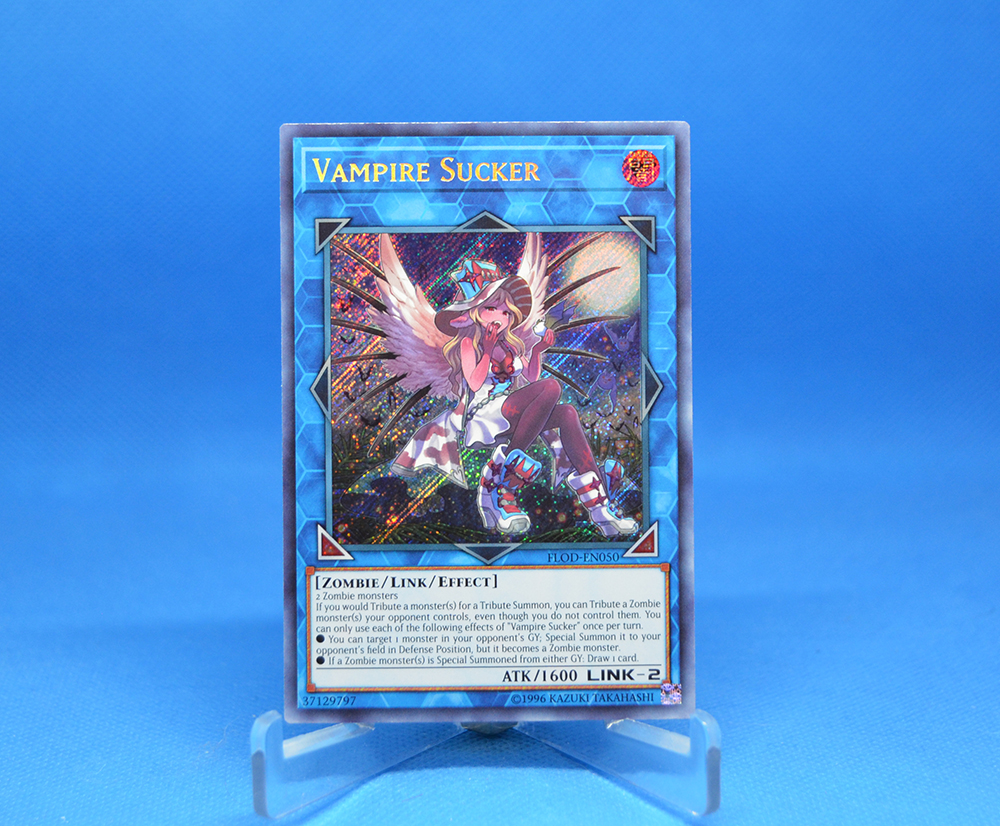 VAMPIRE SUCKER
FLOD-EN050
[ZOMBIE/LINK/EFFECT]
2 Zombie monsters
If you would Tribute a monster(s) for a Tribute Summon, you can Tribute a Zombie
monster(s) your opponent controls, even though you do not control them. You
can only use each of the following effects of "Vampire Sucker" once per turn.
● You can target 1 monster in your opponent's GY; Special Summon it to your
opponent's field in Defense Position, but it becomes a Zombie monster.
● If a Zombie monster(s) is Special Summoned from either GY: Draw 1 card.
ATK/1600 LINK-2
37129797 ©1996 KAZUKI TAKAHASHI